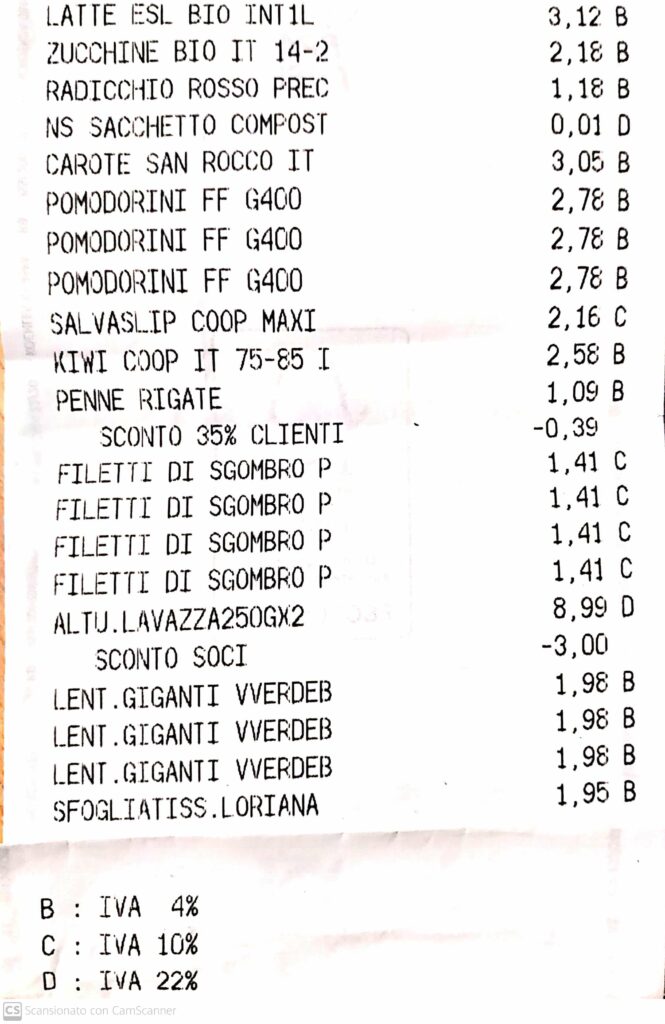 LATTE ESL BIO INT1L 3,12 B
ZUCCHINE BIO IT 14-2 2,18 B
RADICCHIO ROSSO PREC 1,18 B
NS SACCHETTO COMPOST 0,01 D
CAROTE SAN ROCCO IT 3,05 B
POMODORINI FF G400 2,78 B
POMODORINI FF G400 2,78 B
POMODORINI FF G400 2,78 B
SALVASLIP COOP MAXI 2,16 C
KIWI COOP IT 75-85 I 2,58 B
PENNE RIGATE 1,09 B
SCONTO 35% CLIENTI -0,39
FILETTI DI SGOMBRO P 1,41 C
FILETTI DI SGOMBRO P 1,41 C
FILETTI DI SGOMBRO P 1,41 C
FILETTI DI SGOMBRO P 1,41 C
ALTU.LAVAZZA250GX2 8,99 D
SCONTO SOCI -3,00
LENT.GIGANTI VVERDEB 1,98 B
LENT.GIGANTI VVERDEB 1,98 B
LENT.GIGANTI VVERDEB 1,98 B
SFOGLIATISS.LORIANA 1,95 B
B : IVA 4%
C : IVA 10%
D : IVA 22%
CS Scansionato con CamScanner